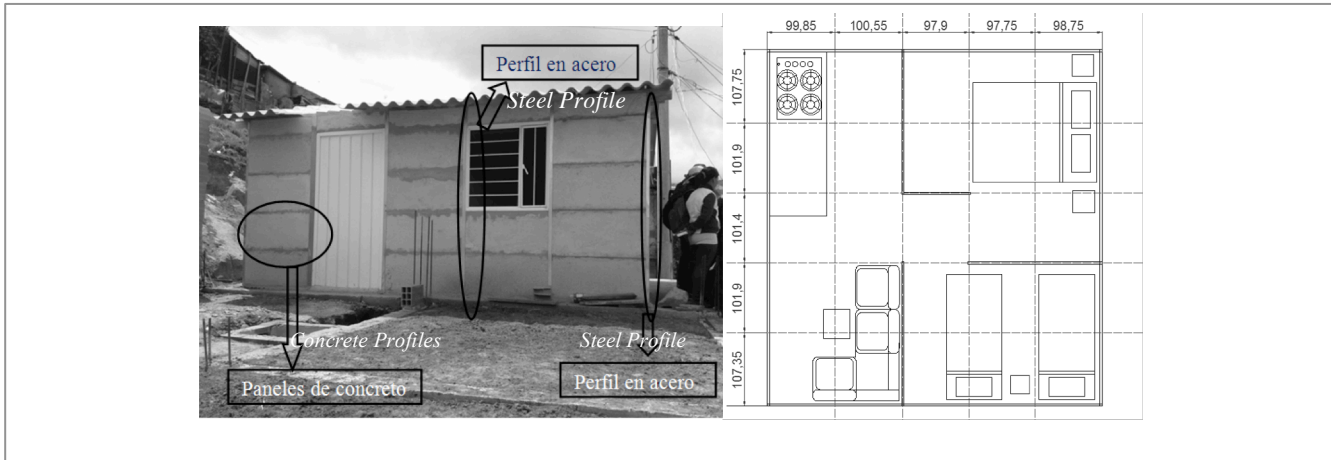 Perfil en acero
Steel Profile
Concrete Profiles
Paneles de concreto
Steel Profile
Perfil en acero
99,85 100,55 97,9 97,75 98,75
107,75
101,9
101,4
101,9
107,35